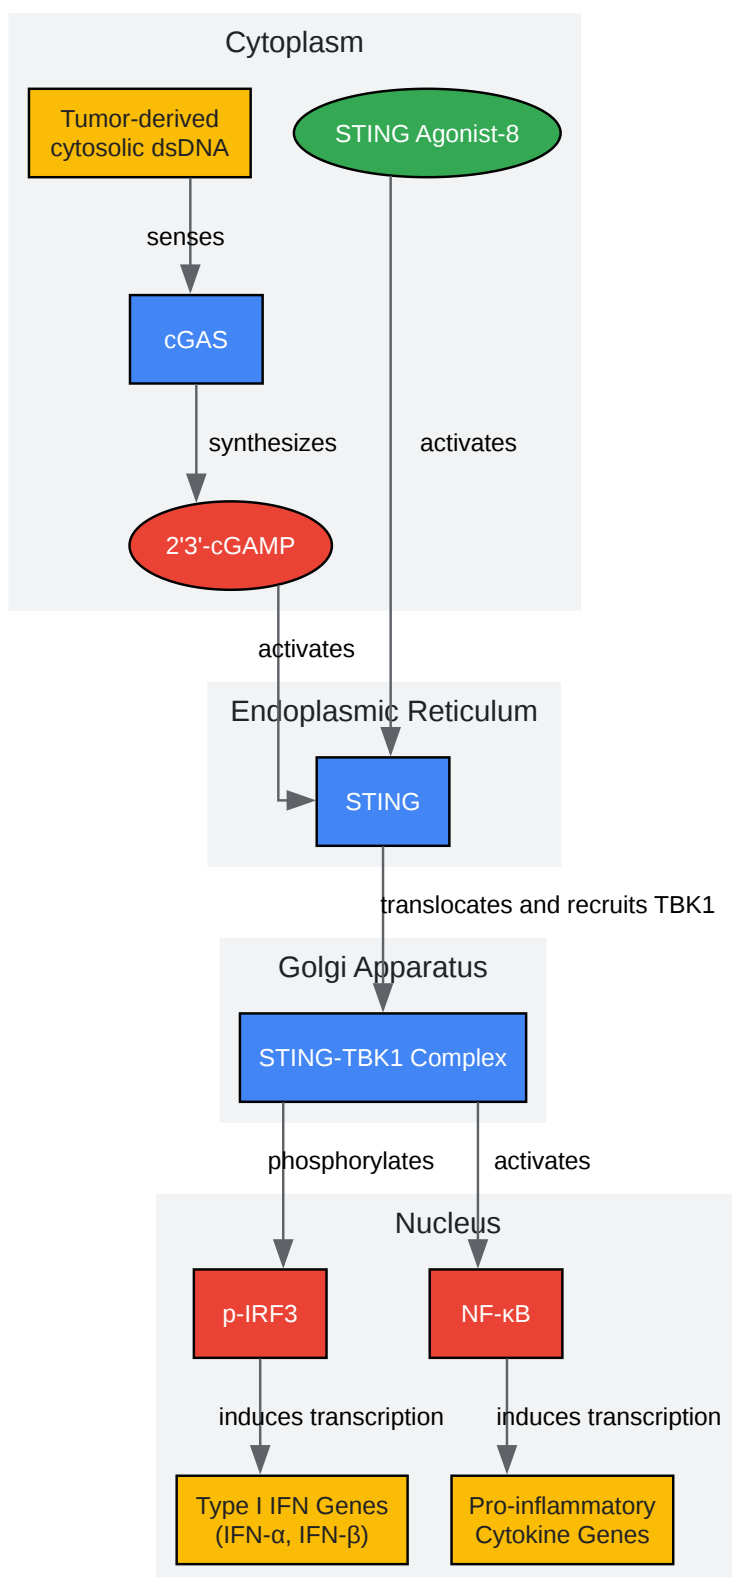 Cytoplasm
Tumor-derived
cytosolic dsDNA
STING Agonist-8
senses
cGAS
synthesizes
activates
2'3'-cGAMP
activates
Endoplasmic Reticulum
STING
translocates and recruits TBK1
Golgi Apparatus
STING-TBK1 Complex
phosphorylates
activates
Nucleus
p-IRF3
NF-κB
induces transcription
induces transcription
Type I IFN Genes
(IFN-α, IFN-β)
Pro-inflammatory
Cytokine Genes